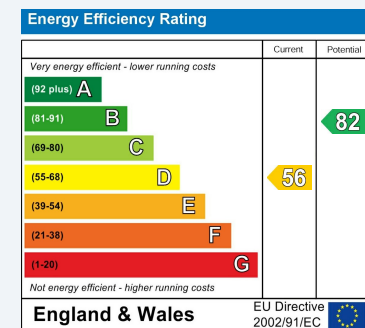 Energy Efficiency Rating
Current Potential
Very energy efficient - lower running costs
(92 plus) A
(81-91) B
82
(69-80) C
(55-68) D
56
(39-54) E
(21-38) F
(1-20) G
Not energy efficient - higher running costs
England & Wales
EU Directive
2002/91/EC